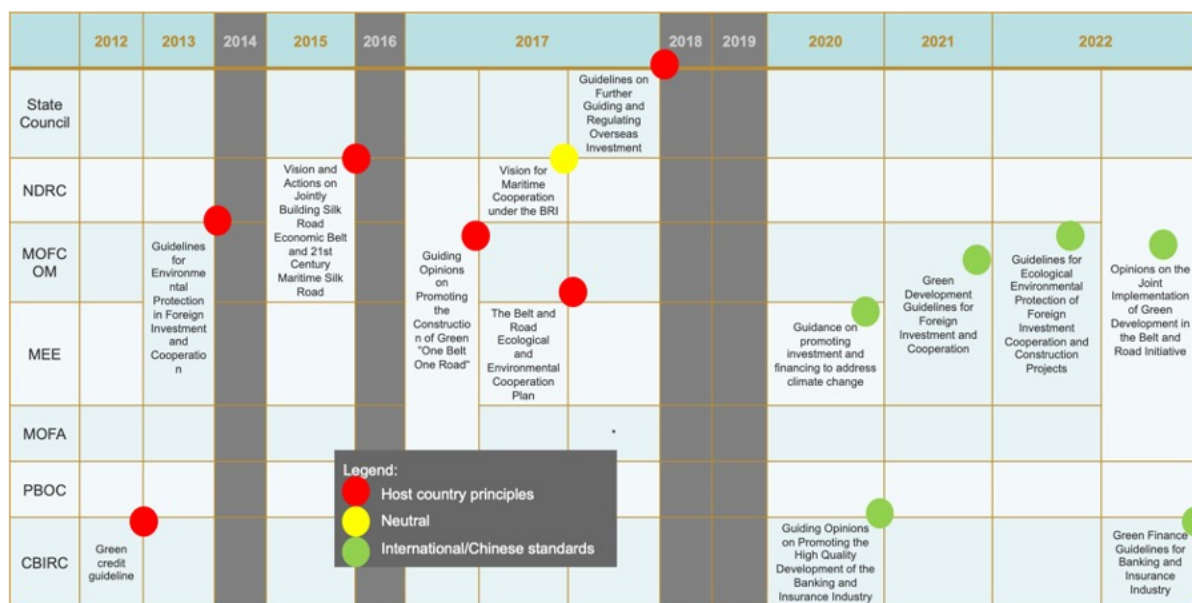 2012 2013 2014 2015 2016 2017 2018 2019 2020 2021 2022
State
Council
Guidelines on
Further
Guiding and
Regulating
Overseas
Investment
NDRC
Vision and
Actions on
Jointly
Building Silk
Road
Economic Belt
and 21st
Century
Maritime Silk
Road
Vision for
Maritime
Cooperation
under the BRI
MOFC
OM
Guidelines
for
Environme
ntal
Protection
in Foreign
Investment
and
Cooperatio
n
Guiding
Opinions
on
Promoting
the
Constructio
n of Green
"One Belt
One Road"
Green
Development
Guidelines for
Foreign
Investment
and
Cooperation
Guidelines for
Ecological
Environmental
Protection of
Foreign
Investment
Cooperation and
Construction
Projects
Opinions on the
Joint
Implementation
of Green
Development in
the Belt and
Road Initiative
MEE
The Belt and
Road
Ecological
and
Environmental
Cooperation
Plan
Guidance on
promoting
investment and
financing to address
climate change
MOFA
PBOC
CBIRC
Green
credit
guideline
Guiding Opinions
on Promoting the
High Quality
Development of the
Banking and
Insurance Industry
Green Finance
Guidelines for
Banking and
Insurance
Industry
Legend:
Host country principles
Neutral
International/Chinese standards